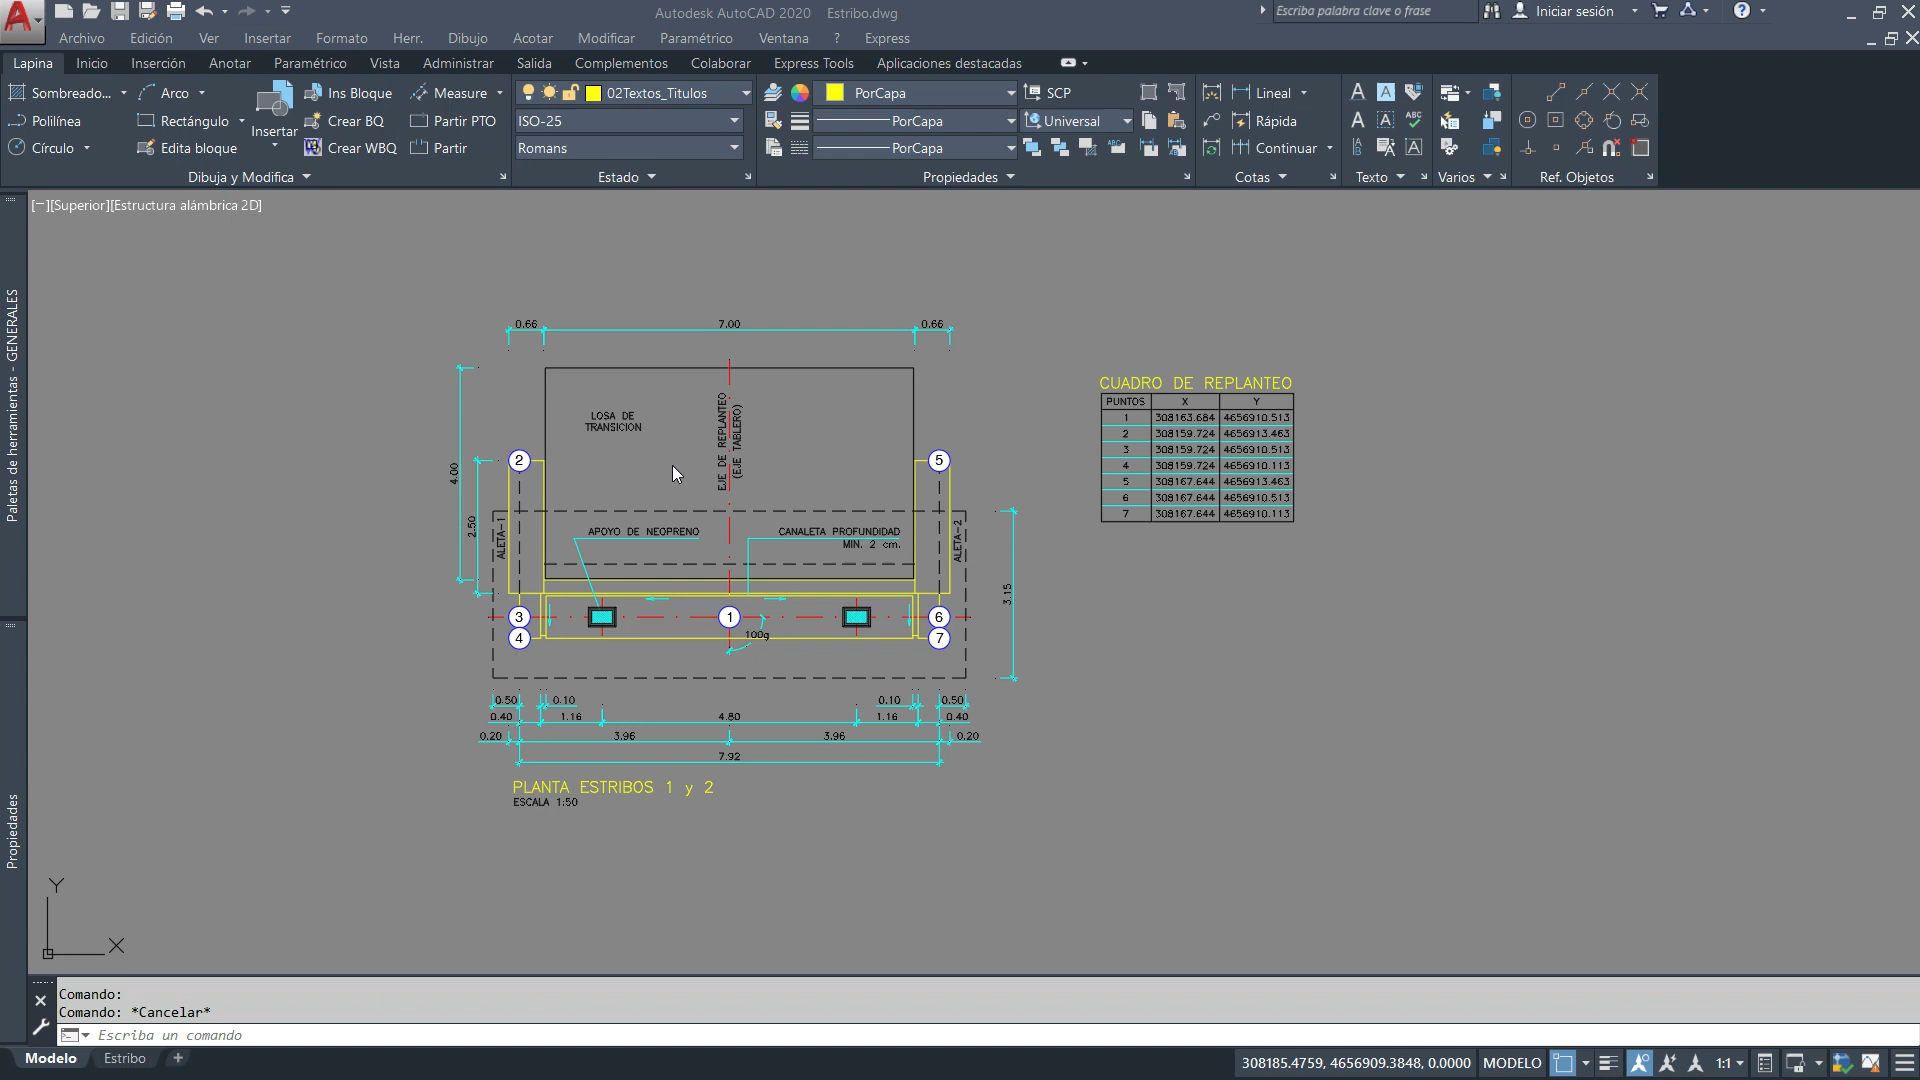 Autodesk AutoCAD 2020 Estribo.dwg
Escriba palabra clave o frase
Iniciar sesión
Archivo Edición Ver Insertar Formato Herr. Dibujo Acotar Modificar Paramétrico Ventana ? Express
Lapina Inicio Inserción Anotar Paramétrico Vista Administrar Salida Complementos Colaborar Express Tools Aplicaciones destacadas
Sombreado... Arco Ins Bloque Measure
Polilínea Rectángulo Insertar Crear BQ Partir PTO
Círculo Edita bloque Crear WBQ Partir
Dibuja y Modifica
02Textos_Titulos
ISO-25
Romans
Estado
PorCapa SCP
PorCapa Universal
PorCapa
Propiedades
Lineal
Rápida
Continuar
Cotas
Texto
Varios
Ref. Objetos
[−][Superior][Estructura alámbrica 2D]
Paletas de herramientas - GENERALES
Propiedades
0.66 7.00 0.66
LOSA DE
TRANSICION
EJE DE REPLANTEO
(EJE TABLERO)
4.00
2.50
2
5
ALETA-1
ALETA-2
APOYO DE NEOPRENO
CANALETA PROFUNDIDAD
MIN. 2 cm.
3.15
3 1 6
4 100g 7
0.50 0.10 0.10 0.50
0.40 1.16 4.80 1.16 0.40
0.20 3.96 3.96 0.20
7.92
PLANTA ESTRIBOS 1 y 2
ESCALA 1:50
CUADRO DE REPLANTEO
PUNTOS X Y
1 308163.684 4656910.513
2 308159.724 4656913.463
3 308159.724 4656910.513
4 308159.724 4656910.113
5 308167.644 4656913.463
6 308167.644 4656910.513
7 308167.644 4656910.113
Y
X
Comando:
Comando: *Cancelar*
Escriba un comando
Modelo Estribo +
308185.4759, 4656909.3848, 0.0000 MODELO 1:1